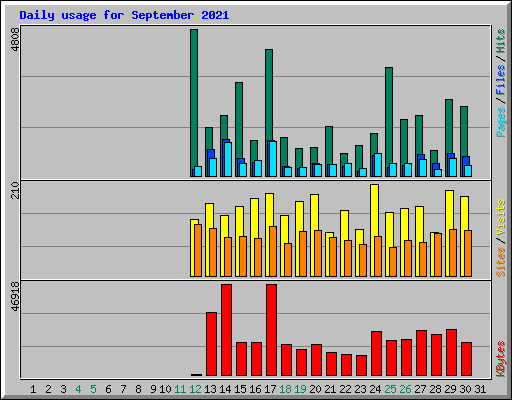 Daily usage for September 2021
4808
Pages / Files / Hits
210
Sites / Visits
46918
KBytes
1 2 3 4 5 6 7 8 9 10 11 12 13 14 15 16 17 18 19 20 21 22 23 24 25 26 27 28 29 30 31